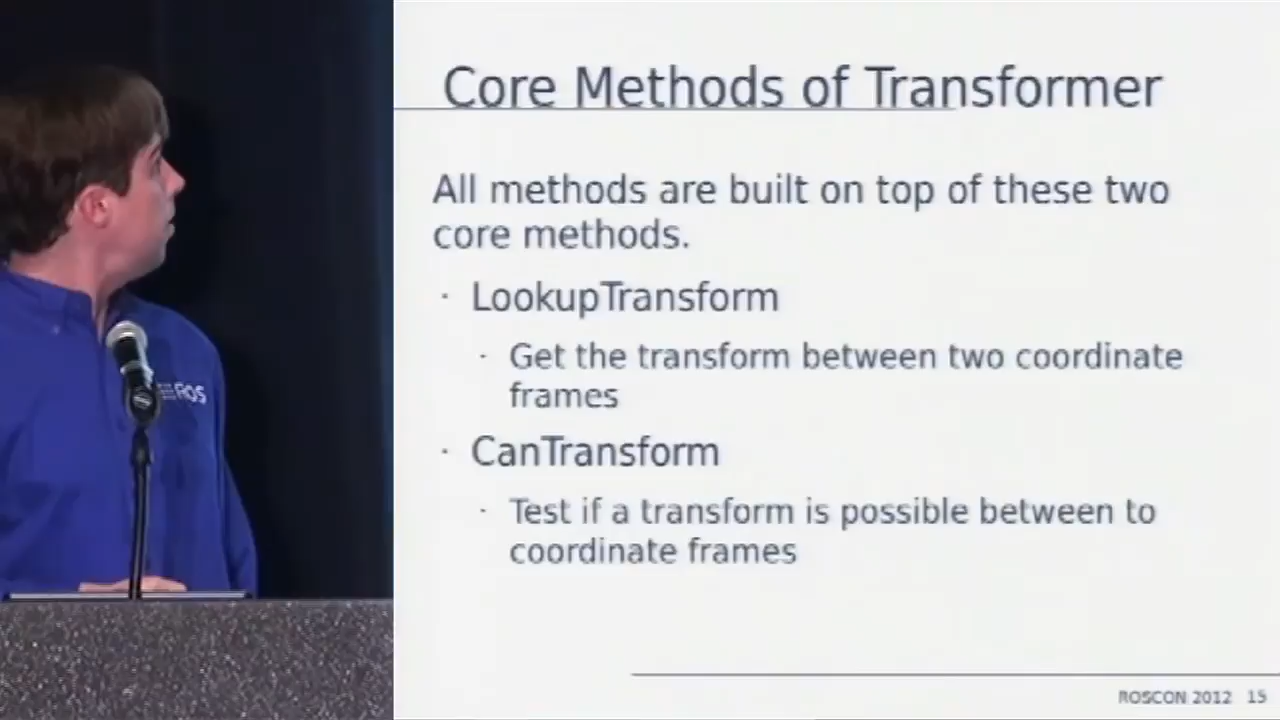 Core Methods of Transformer
All methods are built on top of these two
core methods.
· LookupTransform
· Get the transform between two coordinate
frames
· CanTransform
· Test if a transform is possible between to
coordinate frames
ROS
ROSCON 2012 15